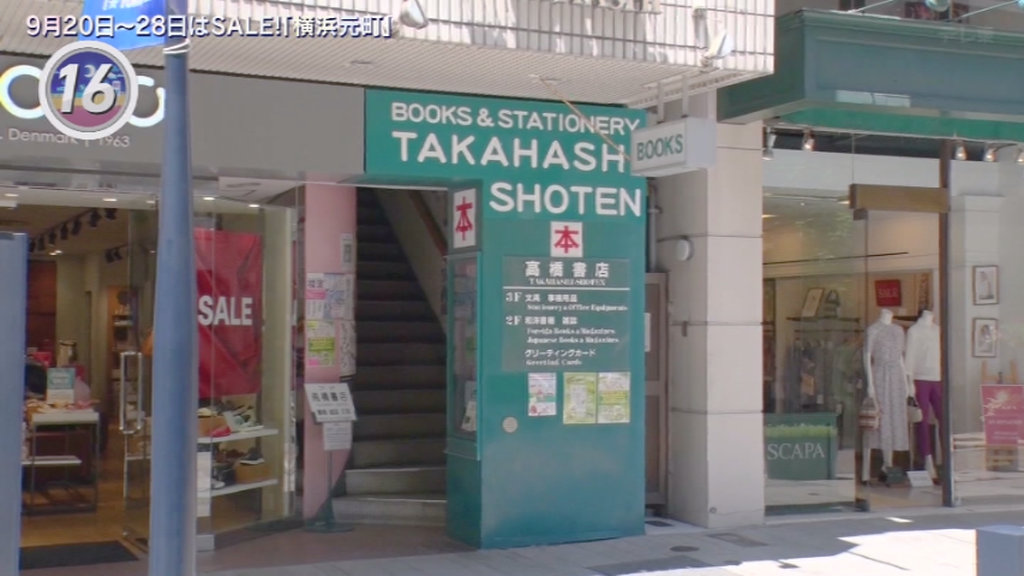 9月20日～28日はSALE!「横浜元町」
16
Denmark | 1963
BOOKS & STATIONERY
TAKAHASHI
SHOTEN
BOOKS
本
本
高橋書店
TAKAHASHI SHOTEN
3F 文具 事務用品
Stationery & Office Equipments
2F 和洋書籍 雑誌
Foreign Books & Magazines
Japanese Books & Magazines
グリーティングカード
Greeting Cards
SALE
高橋書店
SALE
SCAPA